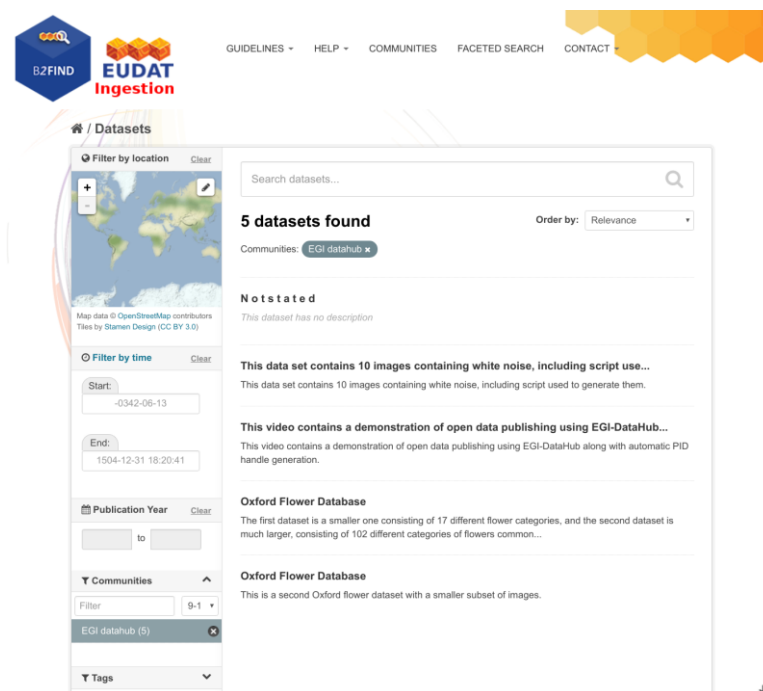 B2FIND
EUDAT
Ingestion
GUIDELINES HELP COMMUNITIES FACETED SEARCH CONTACT
/ Datasets
Filter by location Clear
+
-
Map data © OpenStreetMap contributors
Tiles by Stamen Design (CC BY 3.0)
Filter by time Clear
Start:
-0342-06-13
End:
1504-12-31 18:20:41
Publication Year Clear
to
Communities
Filter 9-1
EGI datahub (5)
Tags
Search datasets...
5 datasets found
Order by: Relevance
Communities: EGI datahub x
N o t s t a t e d
This dataset has no description
This data set contains 10 images containing white noise, including script use...
This data set contains 10 images containing white noise, including script used to generate them.
This video contains a demonstration of open data publishing using EGI-DataHub...
This video contains a demonstration of open data publishing using EGI-DataHub along with automatic PID
handle generation.
Oxford Flower Database
The first dataset is a smaller one consisting of 17 different flower categories, and the second dataset is
much larger, consisting of 102 different categories of flowers common...
Oxford Flower Database
This is a second Oxford flower dataset with a smaller subset of images.